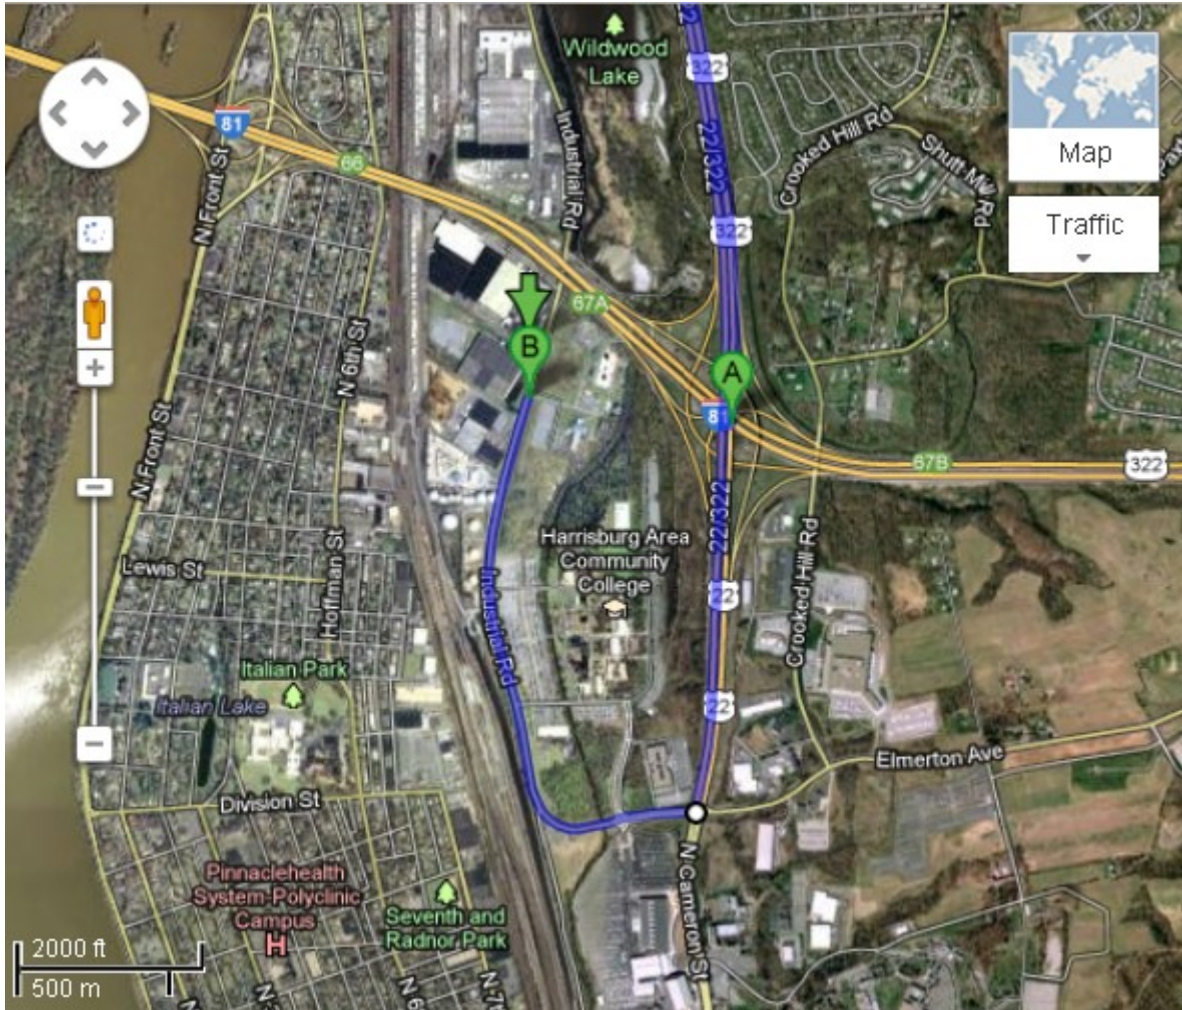 22
Wildwood
Lake
322
81
66
N Front St
Industrial Rd
22/322
Crooked Hill Rd
Shutt Mill Rd
Map
Traffic
322
67A
B
A
N 6th St
81
67B
322
N Front St
22/322
Harrisburg Area
Community
College
Crooked Hill Rd
Lewis St
Hoffman St
22
Industrial Rd
Italian Park
Italian Lake
22
Elmerton Ave
Division St
Pinnaclehealth
System-Polyclinic
Campus
H
Seventh and
Radnor Park
N Cameron St
2000 ft
500 m
N 6
N 7t